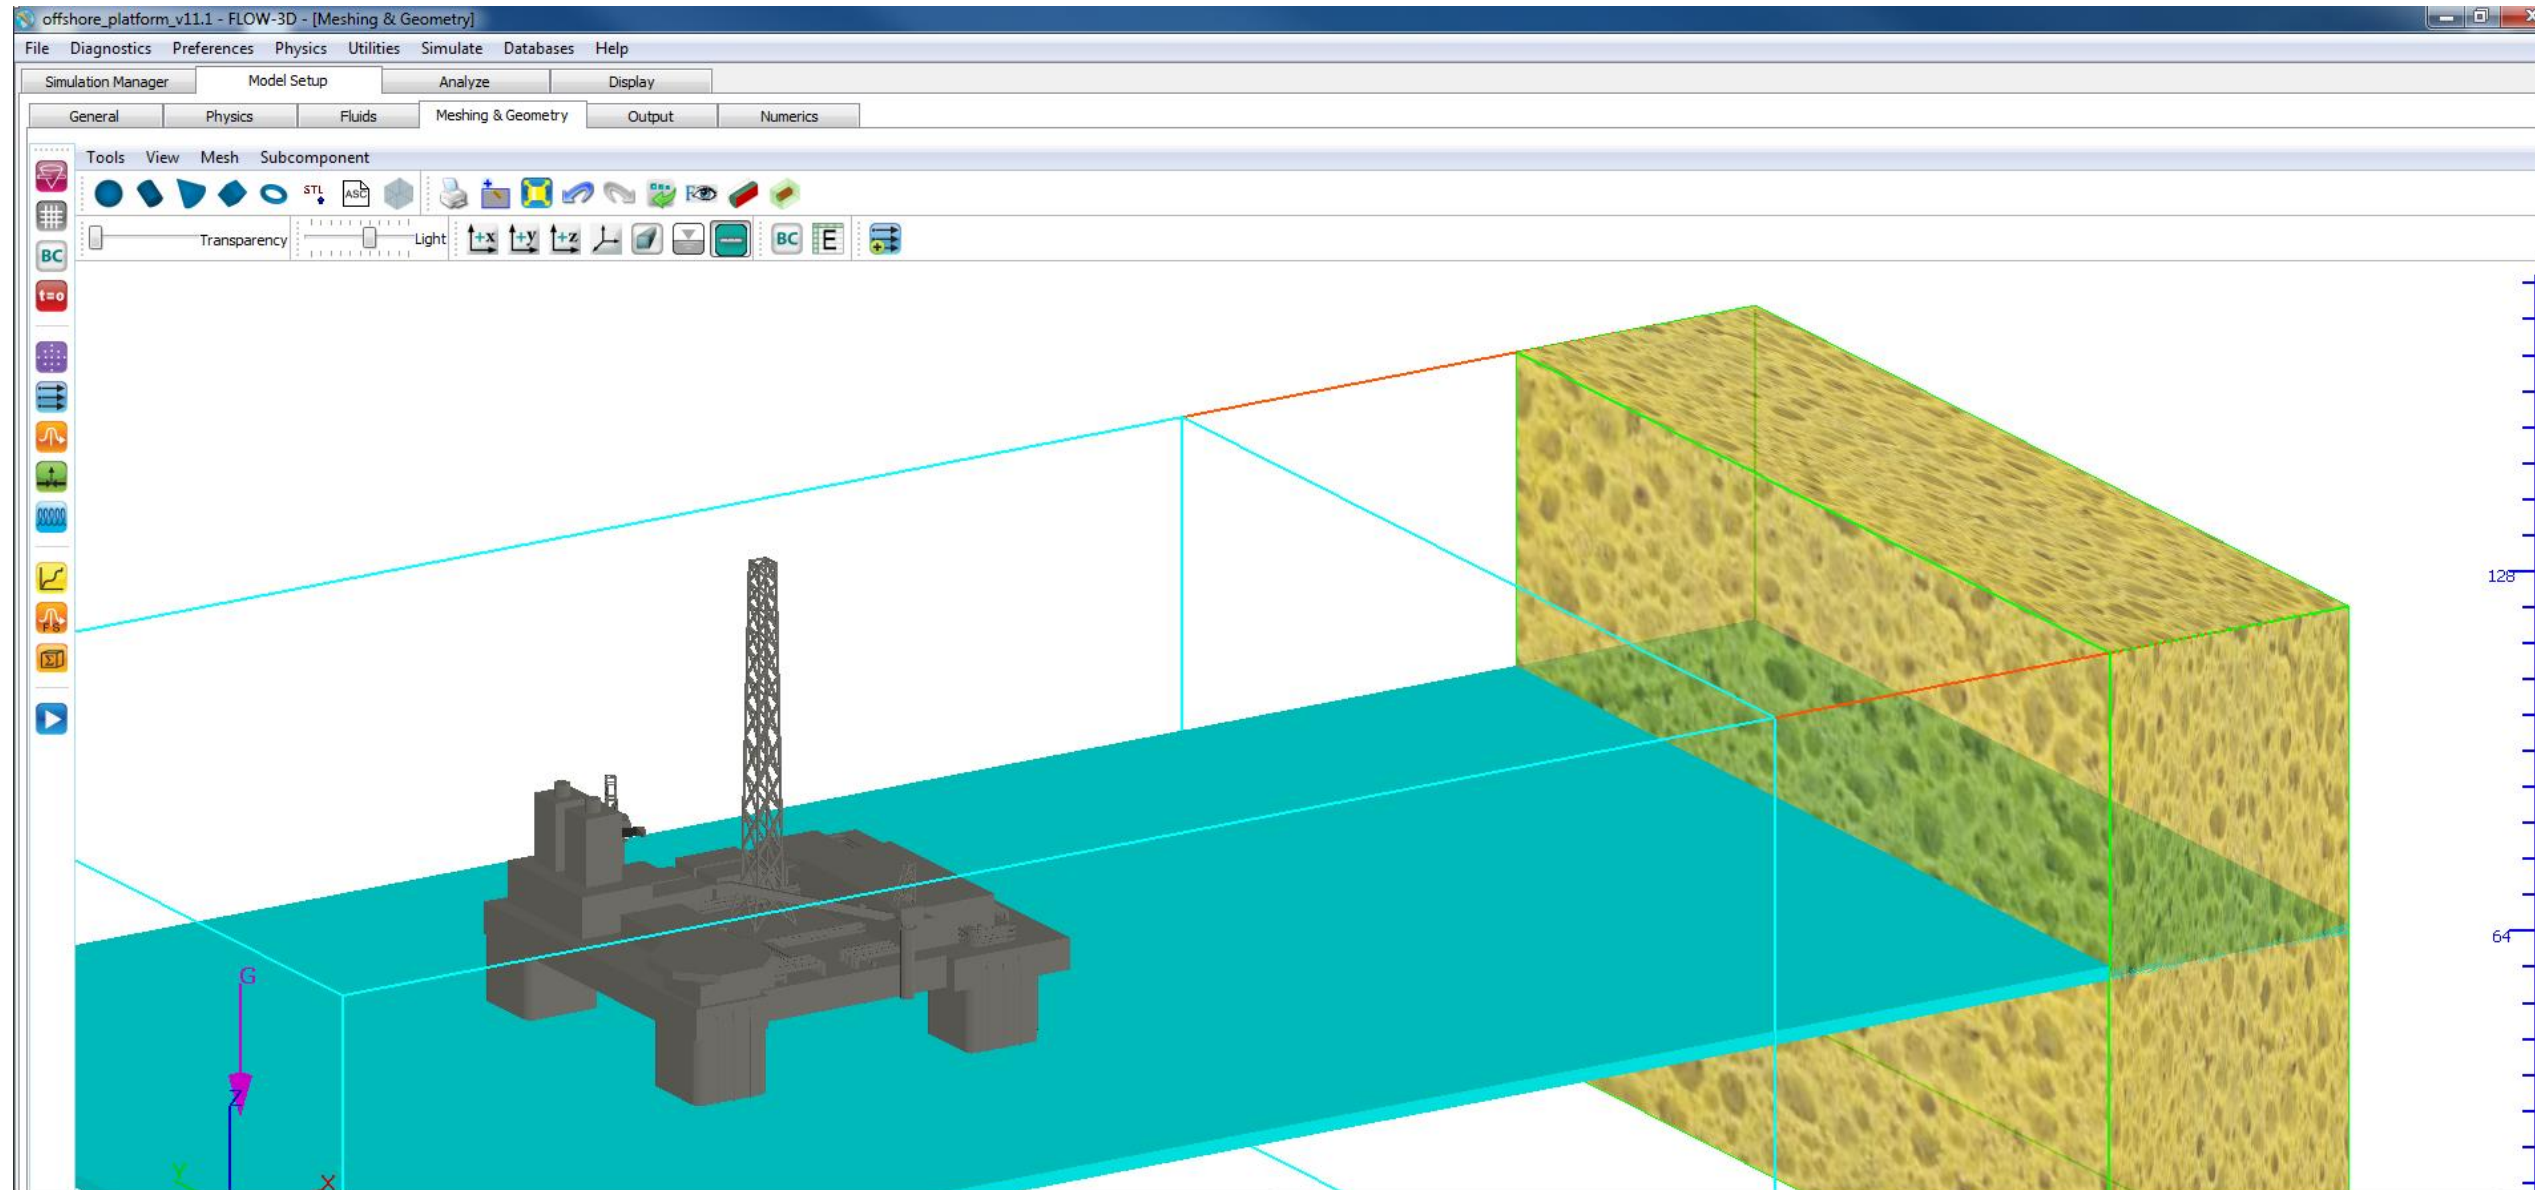 offshore_platform_v11.1 - FLOW-3D - [Meshing & Geometry]
File Diagnostics Preferences Physics Utilities Simulate Databases Help
Simulation Manager Model Setup Analyze Display
General Physics Fluids Meshing & Geometry Output Numerics
Tools View Mesh Subcomponent
STL ASC
Transparency Light +x +y +z BC E
BC
t=0
FS
Σ
128
64
G
Z
Y
X